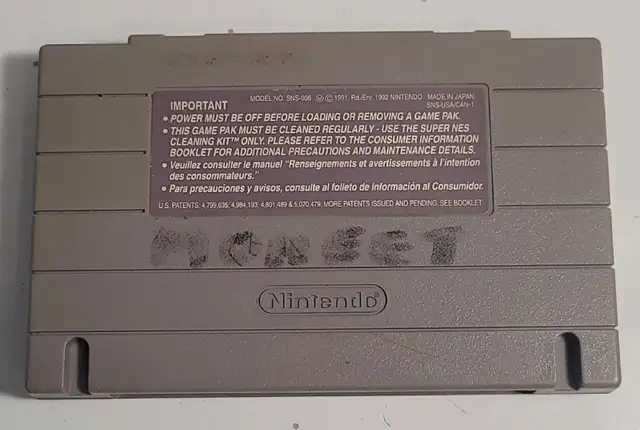 MODEL NO. SNS-006 Ⓜ © 1991, Rd./Enr. 1992 NINTENDO MADE IN JAPAN
IMPORTANT
SNS-USA/CAN-1
• POWER MUST BE OFF BEFORE LOADING OR REMOVING A GAME PAK.
• THIS GAME PAK MUST BE CLEANED REGULARLY - USE THE SUPER NES
CLEANING KIT™ ONLY. PLEASE REFER TO THE CONSUMER INFORMATION
BOOKLET FOR ADDITIONAL PRECAUTIONS AND MAINTENANCE DETAILS.
• Veuillez consulter le manuel "Renseignements et avertissements à l'intention
des consommateurs."
• Para precauciones y avisos, consulte al folleto de Información al Consumidor.
U.S. PATENTS: 4,799,635; 4,984,193; 4,801,489 & 5,070,479. MORE PATENTS ISSUED AND PENDING. SEE BOOKLET
Nintendo®